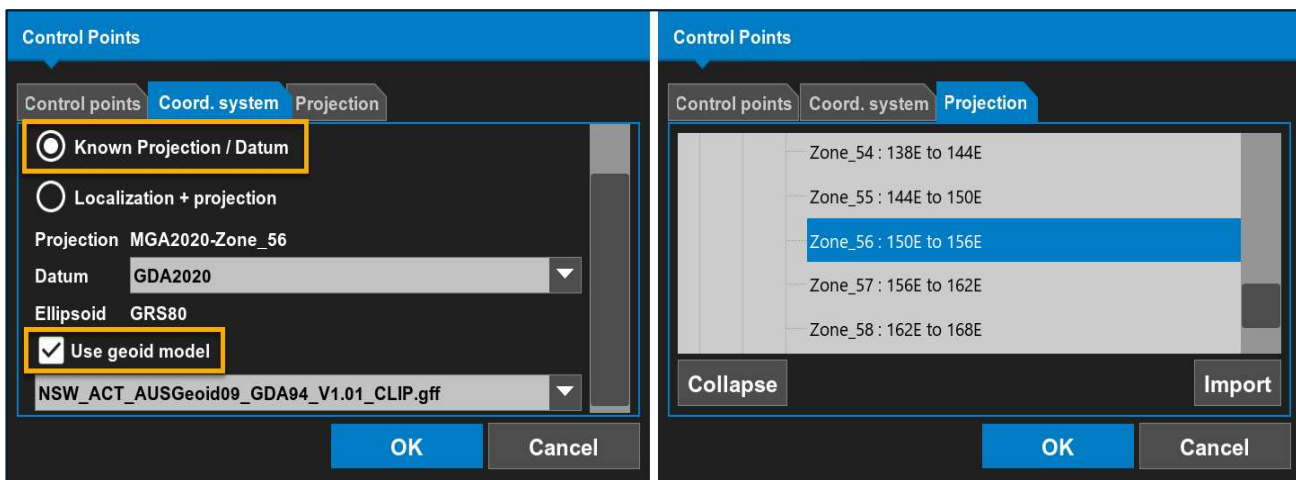 Control Points
Control points Coord. system Projection
Known Projection / Datum
Localization + projection
Projection MGA2020-Zone_56
Datum GDA2020
Ellipsoid GRS80
Use geoid model
NSW_ACT_AUSGeoid09_GDA94_V1.01_CLIP.gff
OK Cancel
Control Points
Control points Coord. system Projection
Zone_54 : 138E to 144E
Zone_55 : 144E to 150E
Zone_56 : 150E to 156E
Zone_57 : 156E to 162E
Zone_58 : 162E to 168E
Collapse Import
OK Cancel